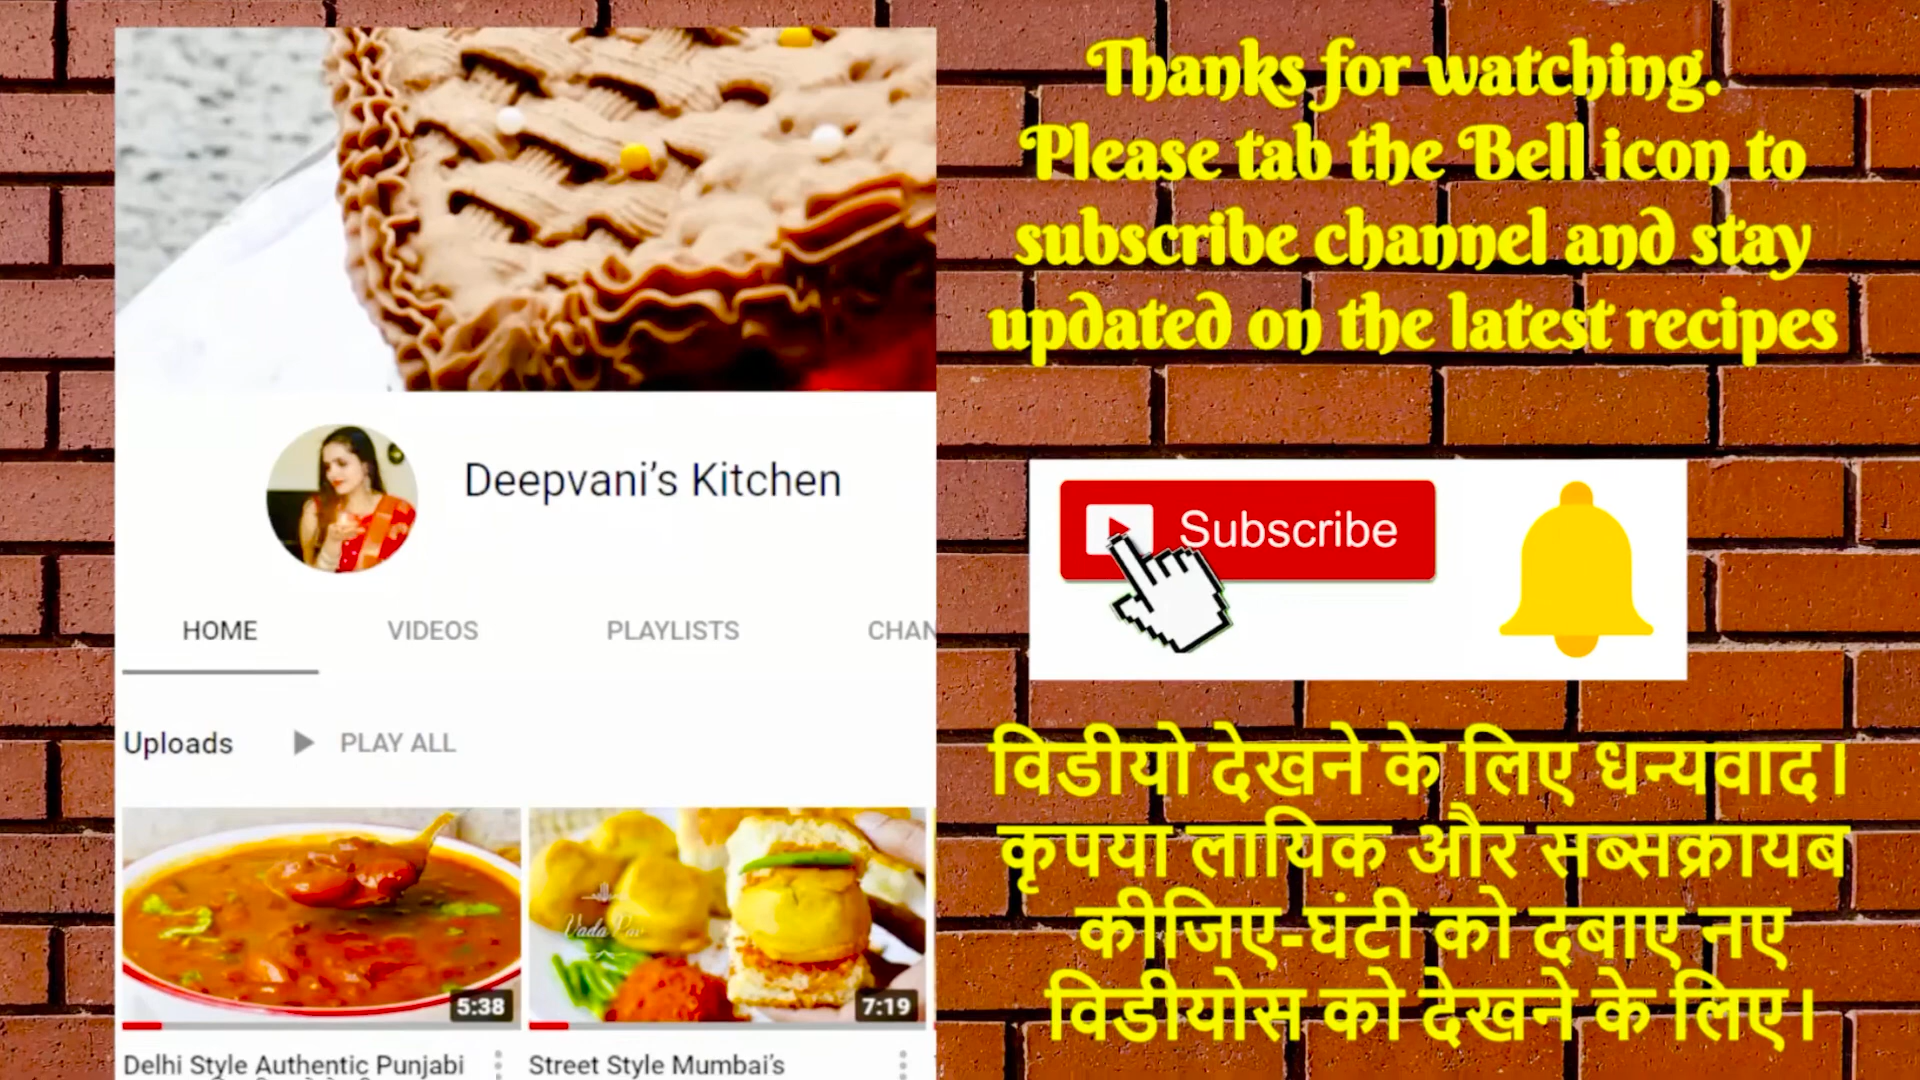 Thanks for watching.
Please tab the Bell icon to
subscribe channel and stay
updated on the latest recipes
Deepvani's Kitchen
Subscribe
HOME VIDEOS PLAYLISTS
Uploads PLAY ALL
विडीयो देखने के लिए धन्यवाद।
कृपया लायिक और सब्सक्रायब
कीजिए-घंटी को दबाए नए
विडीयोस को देखने के लिए।
Vada Pav
5:38
7:19
Delhi Style Authentic Punjabi
Street Style Mumbai's